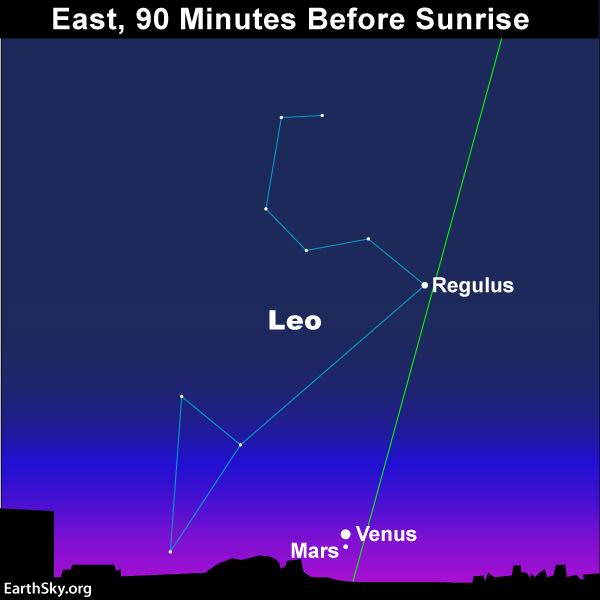 East, 90 Minutes Before Sunrise
Regulus
Leo
Venus
Mars
EarthSky.org